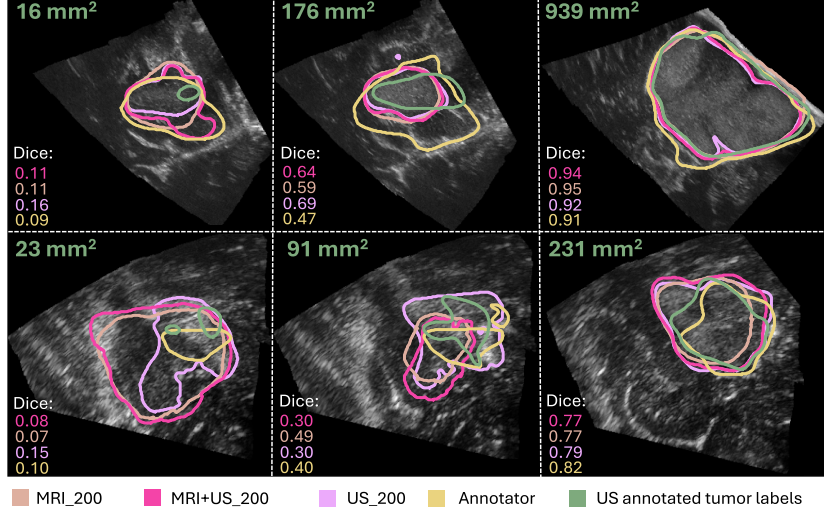 16 mm²
Dice:
0.11
0.11
0.16
0.09
176 mm²
Dice:
0.64
0.59
0.69
0.47
939 mm²
Dice:
0.94
0.95
0.92
0.91
23 mm²
Dice:
0.08
0.07
0.15
0.10
91 mm²
Dice:
0.30
0.49
0.30
0.40
231 mm²
Dice:
0.77
0.77
0.79
0.82
MRI_200 MRI+US_200 US_200 Annotator US annotated tumor labels